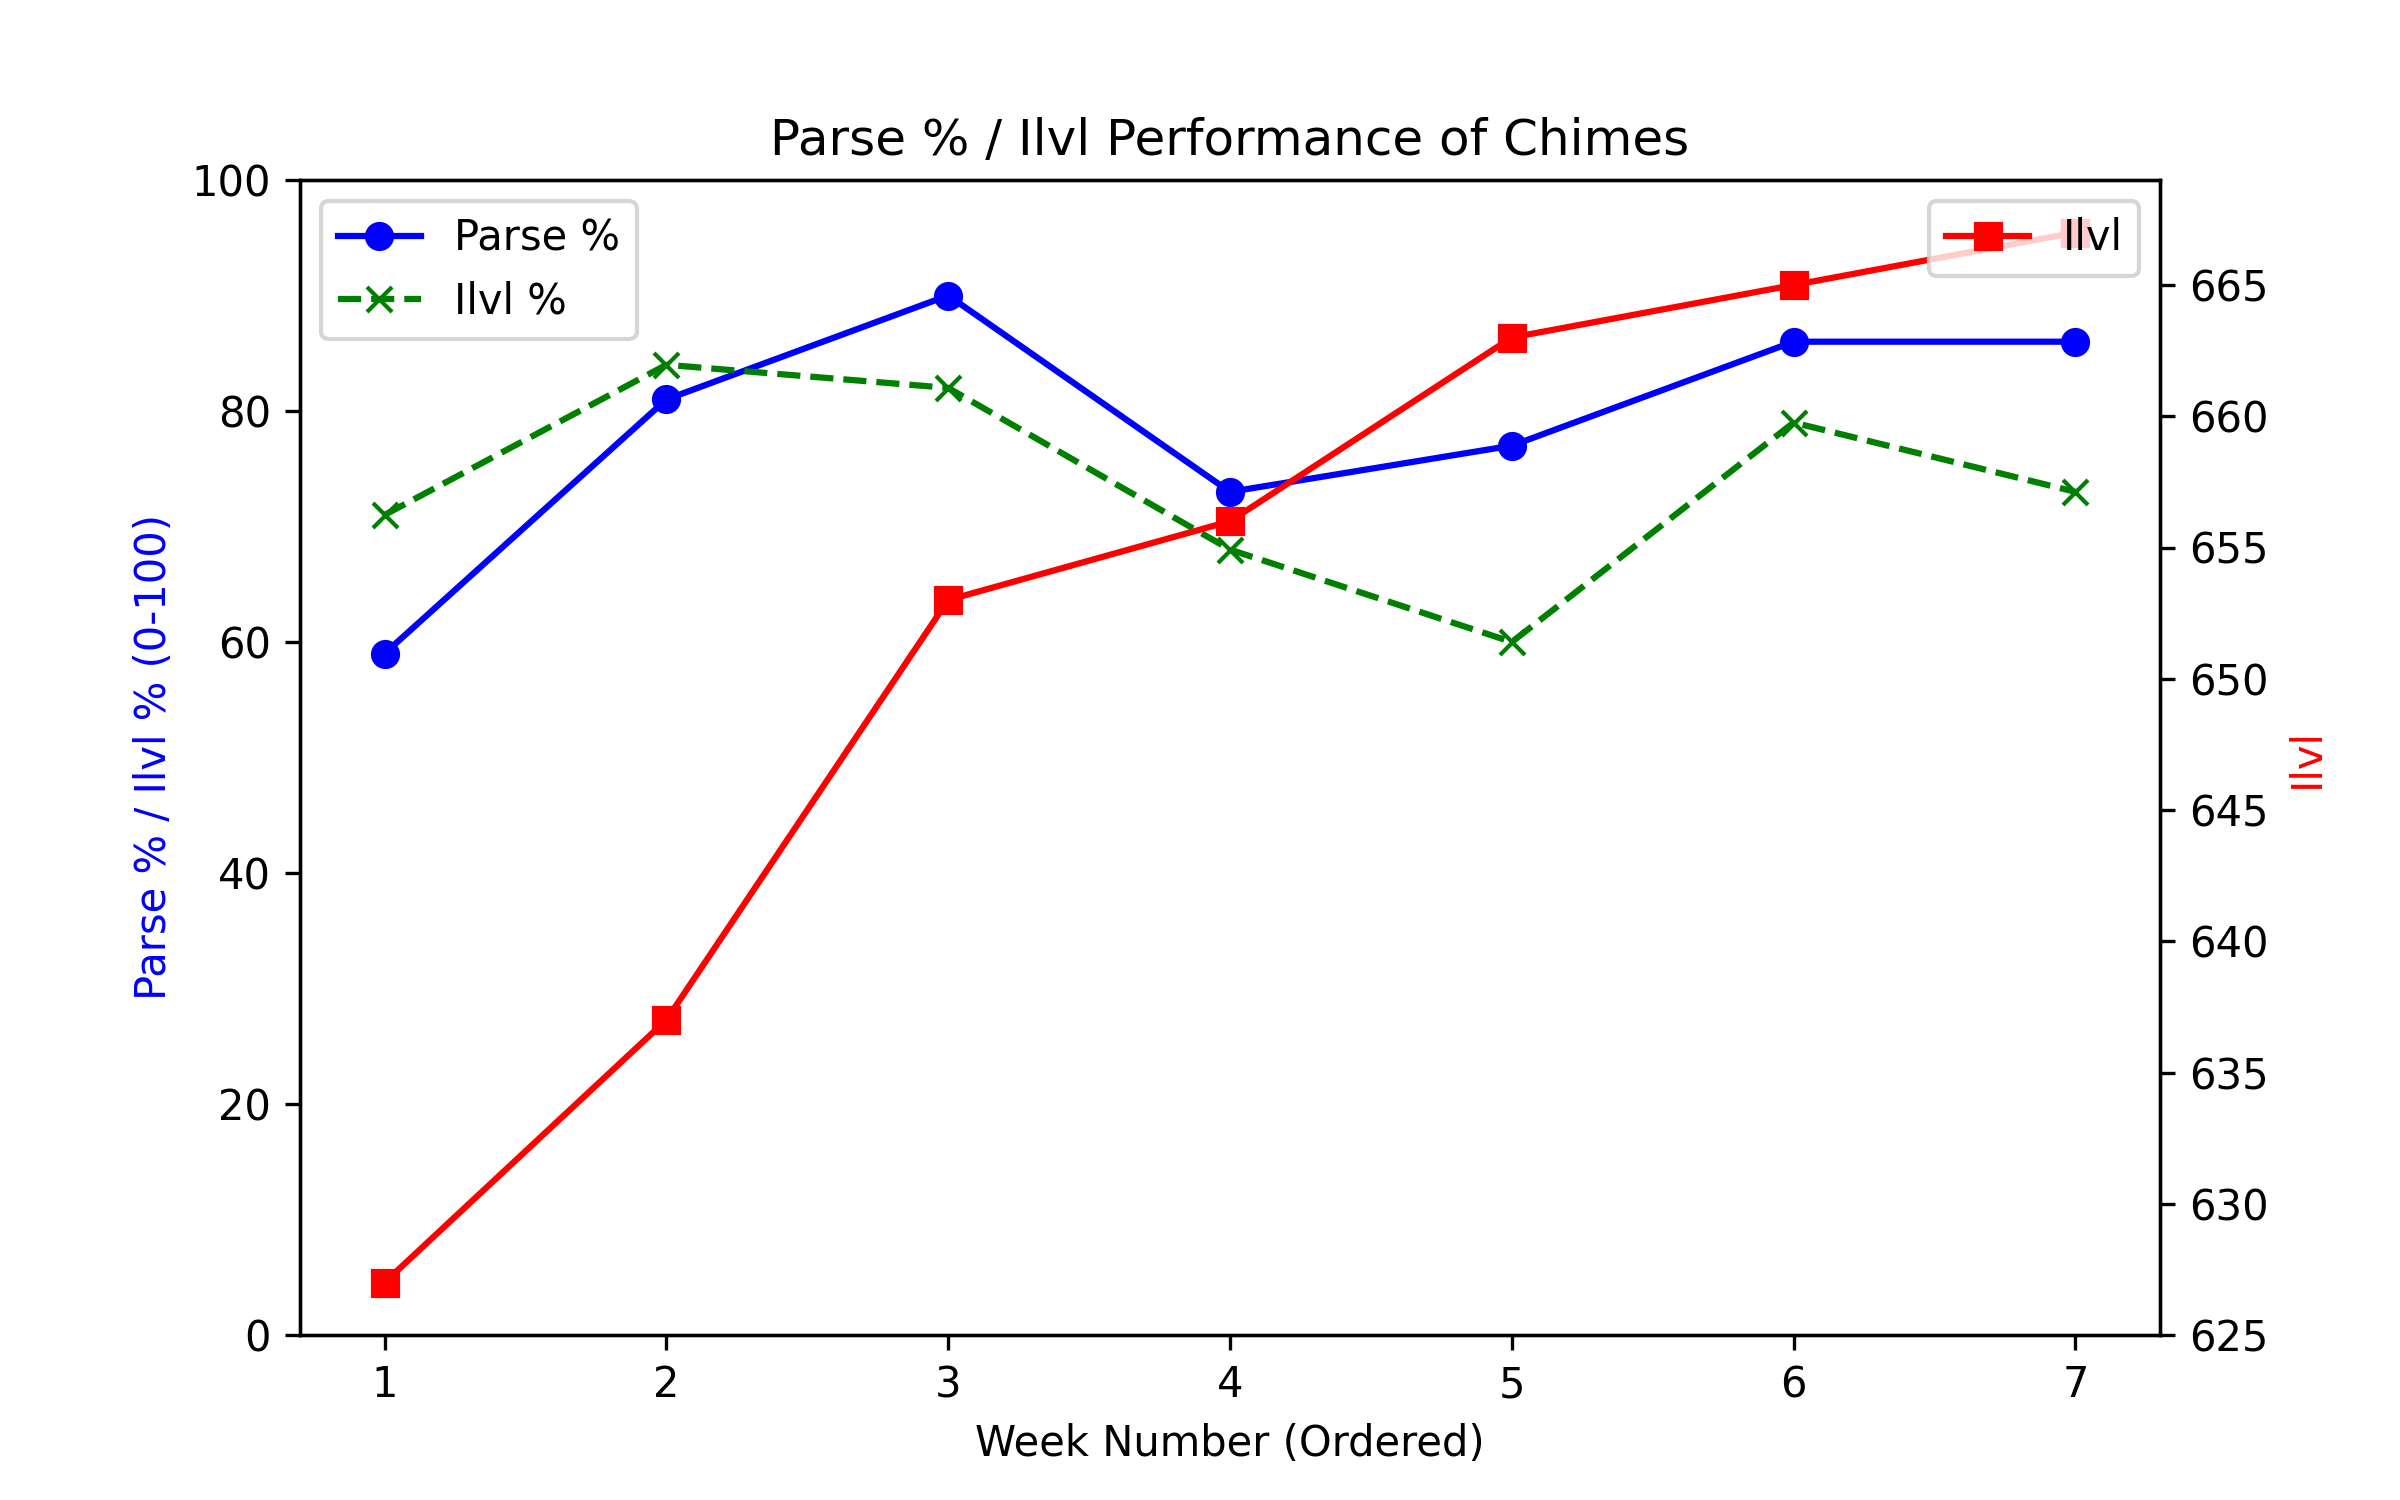 Parse % / Ilvl Performance of Chimes
Parse %
Ilvl %
Ilvl
100
80
60
40
20
0
Parse % / Ilvl % (0-100)
665
660
655
650
645
640
635
630
625
Ilvl
1 2 3 4 5 6 7
Week Number (Ordered)